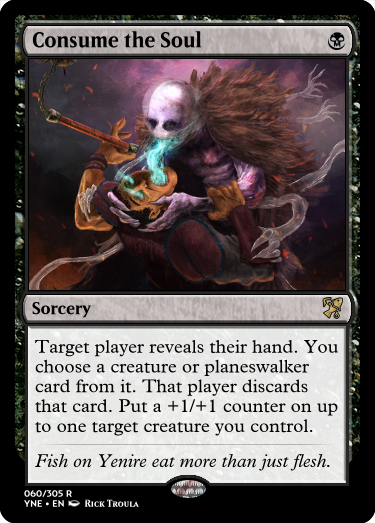 Consume the Soul
Sorcery
Target player reveals their hand. You
choose a creature or planeswalker
card from it. That player discards
that card. Put a +1/+1 counter on up
to one target creature you control.
Fish on Yenire eat more than just flesh.
060/305 R
YNE • EN Rick Troula